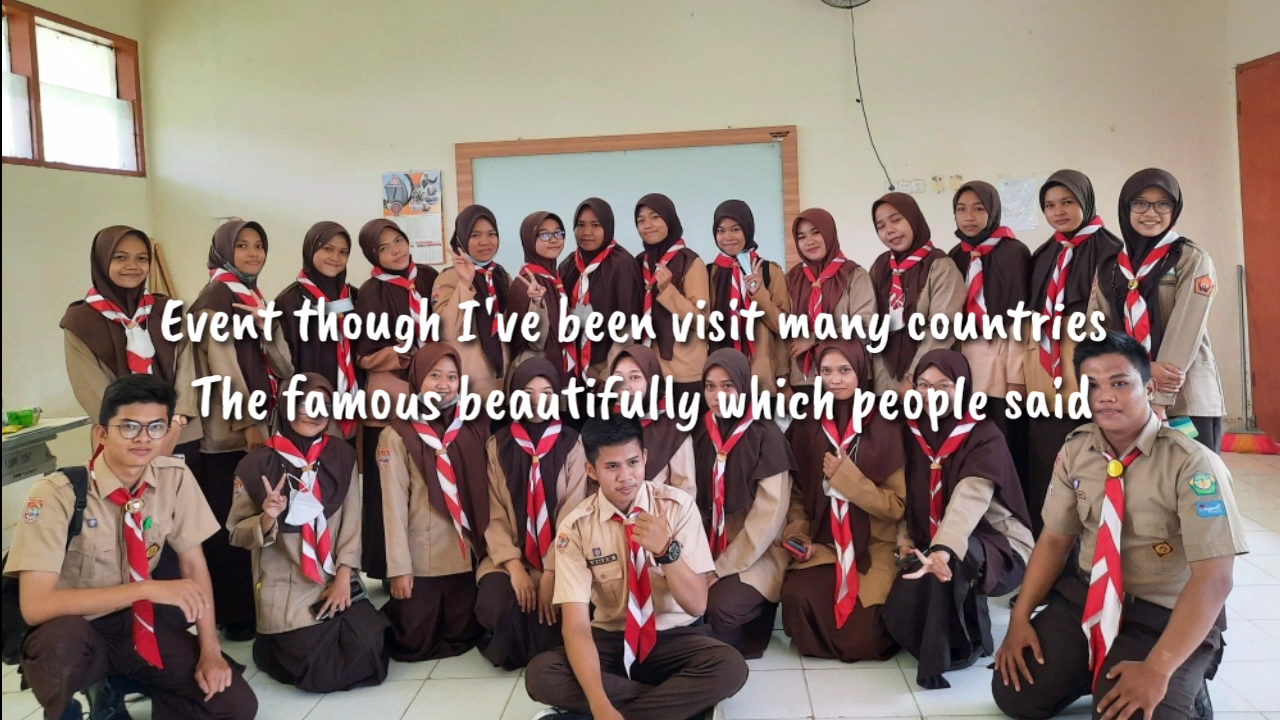 Event though I've been visit many countries
The famous beautifully which people said